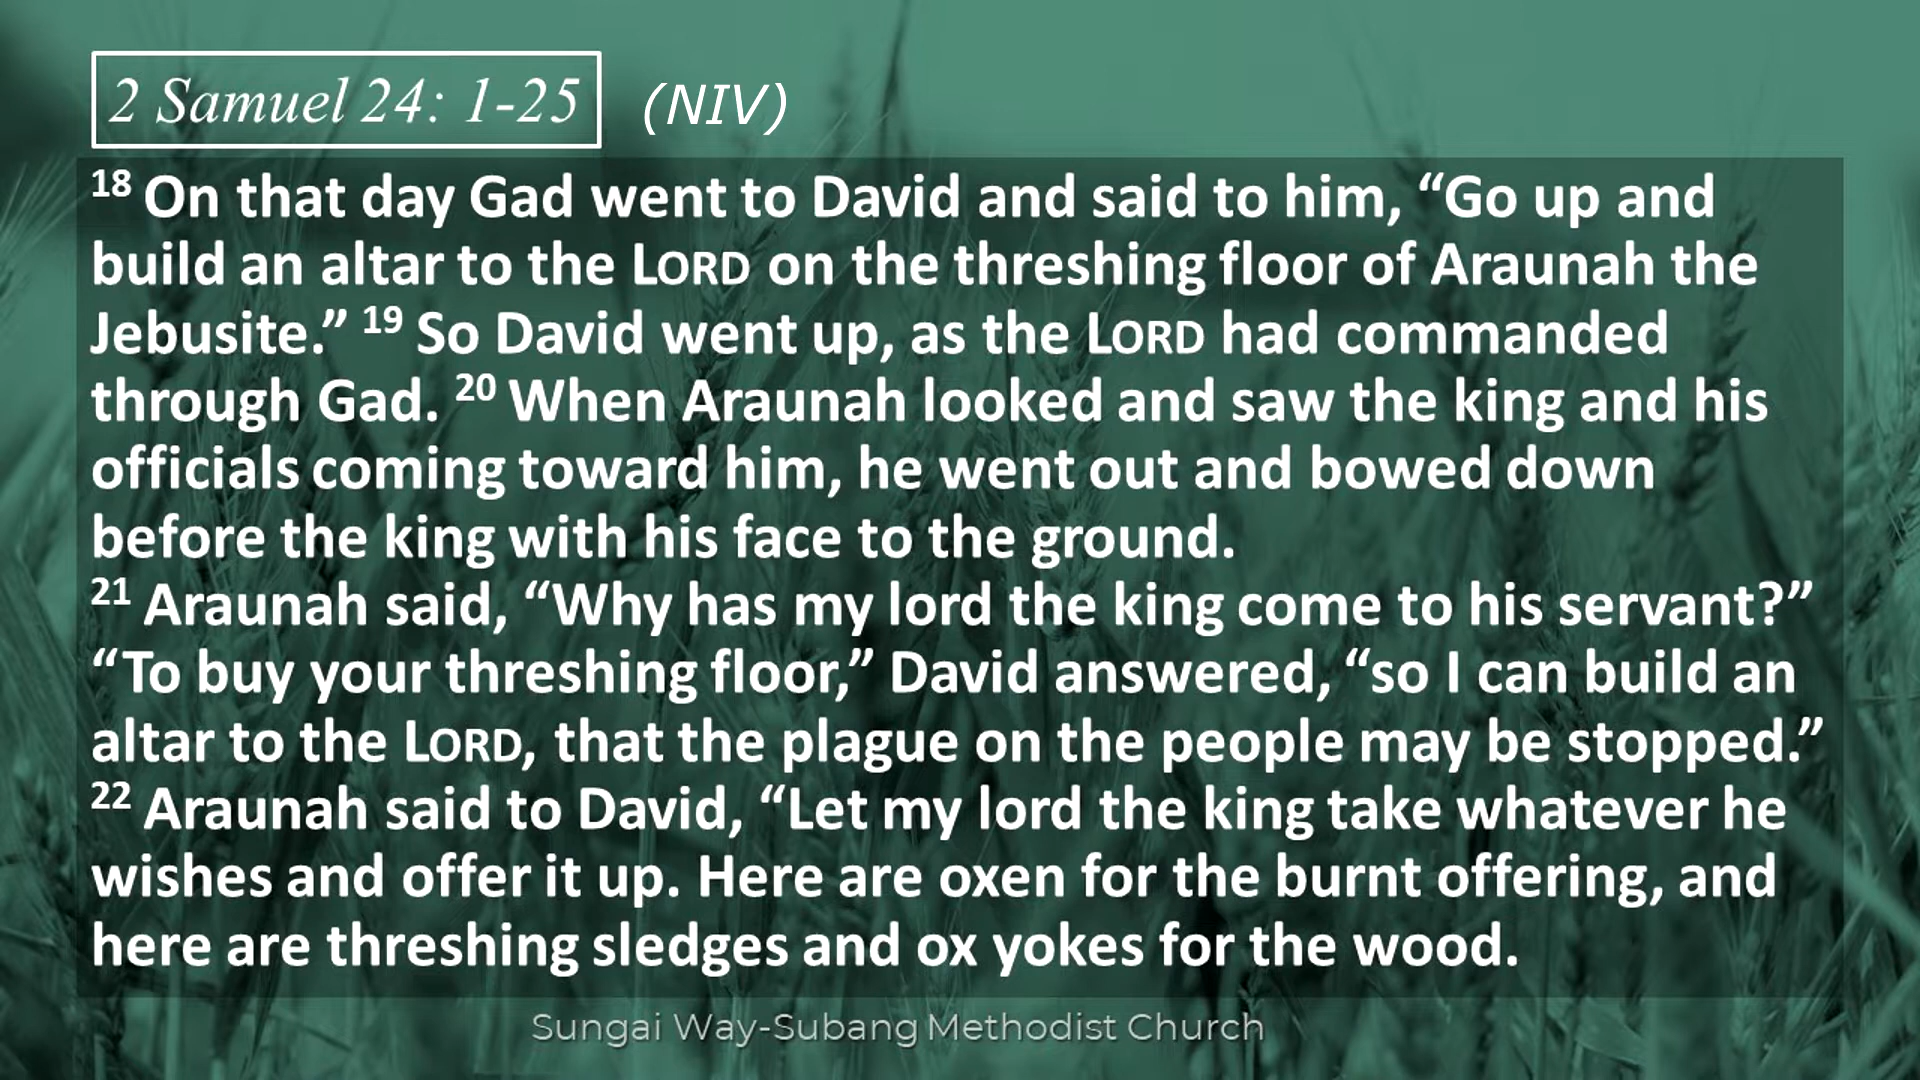 2 Samuel 24: 1-25 (NIV)
18 On that day Gad went to David and said to him, “Go up and
build an altar to the LORD on the threshing floor of Araunah the
Jebusite.” 19 So David went up, as the LORD had commanded
through Gad. 20 When Araunah looked and saw the king and his
officials coming toward him, he went out and bowed down
before the king with his face to the ground.
21 Araunah said, “Why has my lord the king come to his servant?”
“To buy your threshing floor,” David answered, “so I can build an
altar to the LORD, that the plague on the people may be stopped.”
22 Araunah said to David, “Let my lord the king take whatever he
wishes and offer it up. Here are oxen for the burnt offering, and
here are threshing sledges and ox yokes for the wood.
Sungai Way-Subang Methodist Church